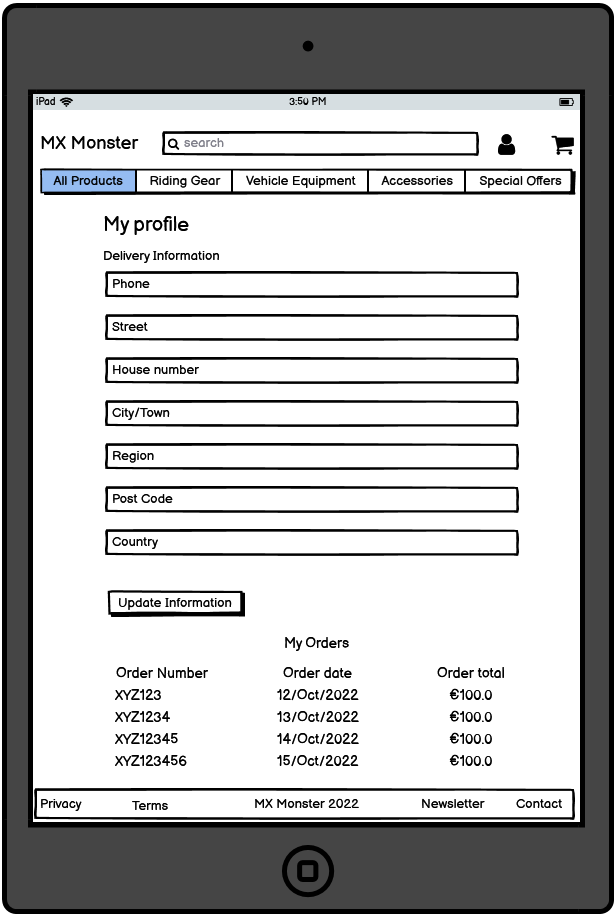 iPad 3:50 PM
MX Monster search
All Products Riding Gear Vehicle Equipment Accessories Special Offers
My profile
Delivery Information
Phone
Street
House number
City/Town
Region
Post Code
Country
Update Information
My Orders
Order Number Order date Order total
XYZ123 12/Oct/2022 €100.0
XYZ1234 13/Oct/2022 €100.0
XYZ12345 14/Oct/2022 €100.0
XYZ123456 15/Oct/2022 €100.0
Privacy Terms MX Monster 2022 Newsletter Contact